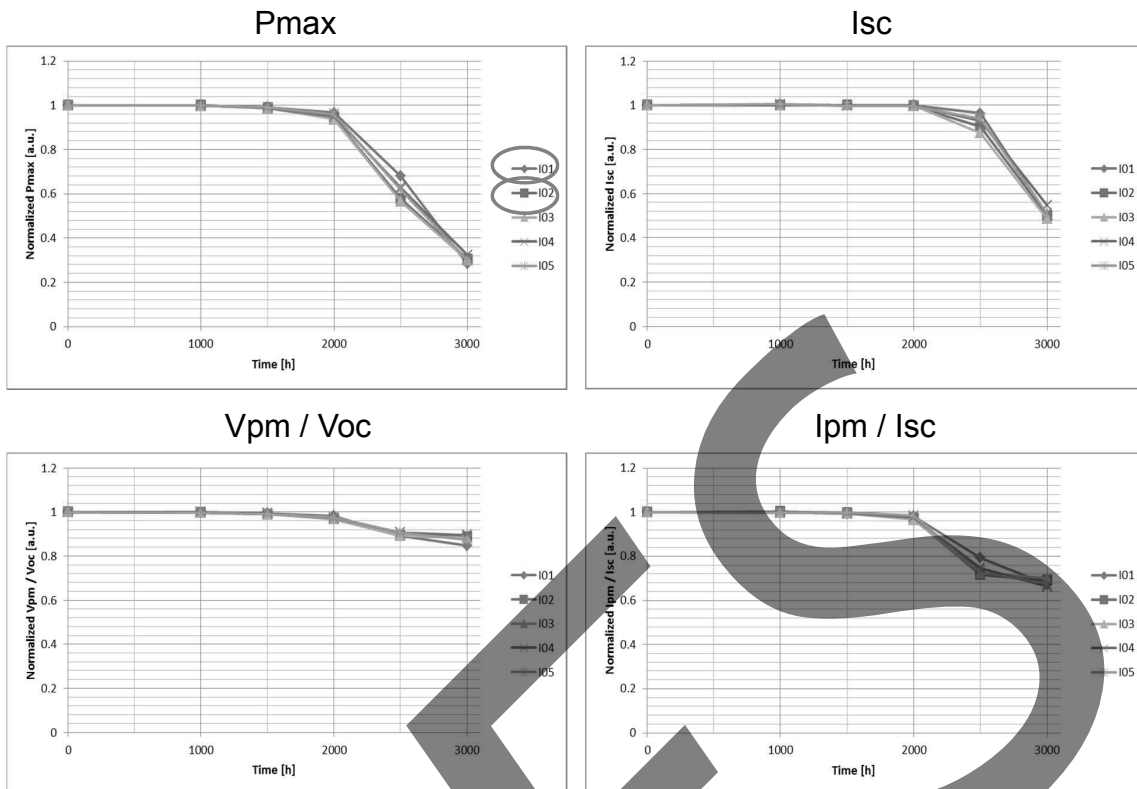 Pmax
Isc
1.2
1
0.8
0.6
0.4
0.2
0
Normalized Pmax [a.u.]
0 1000 2000 3000
Time [h]
I01
I02
I03
I04
I05
1.2
1
0.8
0.6
0.4
0.2
0
Normalized Isc [a.u.]
0 1000 2000 3000
Time [h]
I01
I02
I03
I04
I05
Vpm / Voc
Ipm / Isc
1.2
1
0.8
0.6
0.4
0.2
0
Normalized Vpm / Voc [a.u.]
0 1000 2000 3000
Time [h]
I01
I02
I03
I04
I05
1.2
1
0.8
0.6
0.4
0.2
0
Normalized Ipm / Isc [a.u.]
0 1000 2000 3000
Time [h]
I01
I02
I03
I04
I05